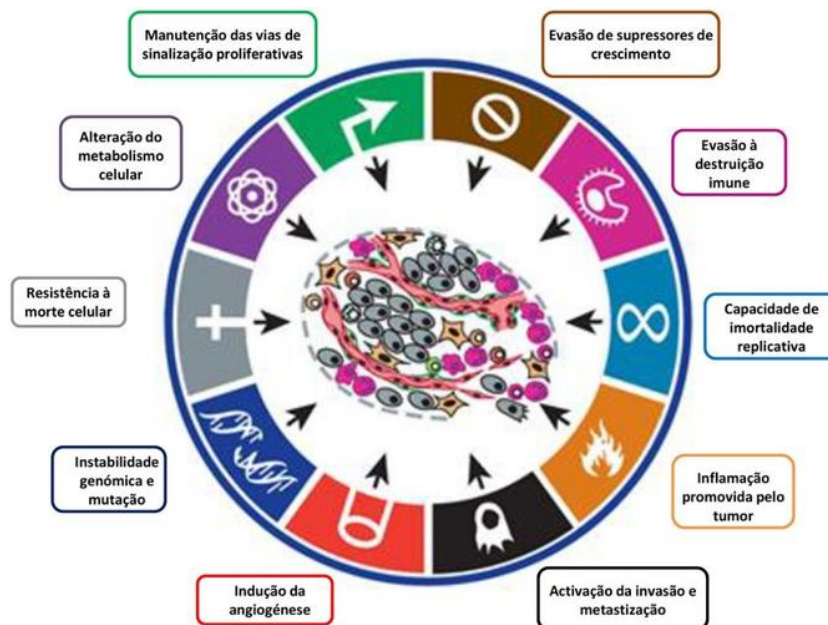 Manutenção das vias de
sinalização proliferativas
Evasão de supressores de
crescimento
Alteração do
metabolismo
celular
Evasão à
destruição
imune
Resistência à
morte celular
Capacidade de
imortalidade
replicativa
Instabilidade
genómica e
mutação
Inflamação
promovida pelo
tumor
Indução da
angiogénese
Activação da invasão e
metastização